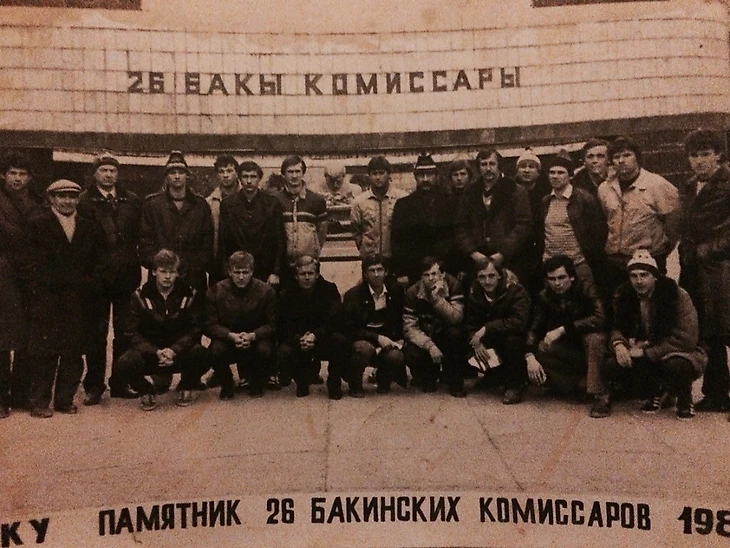 26 БАКЫ КОМИССАРЫ
КУ ПАМЯТНИК 26 БАКИНСКИХ КОМИССАРОВ 198